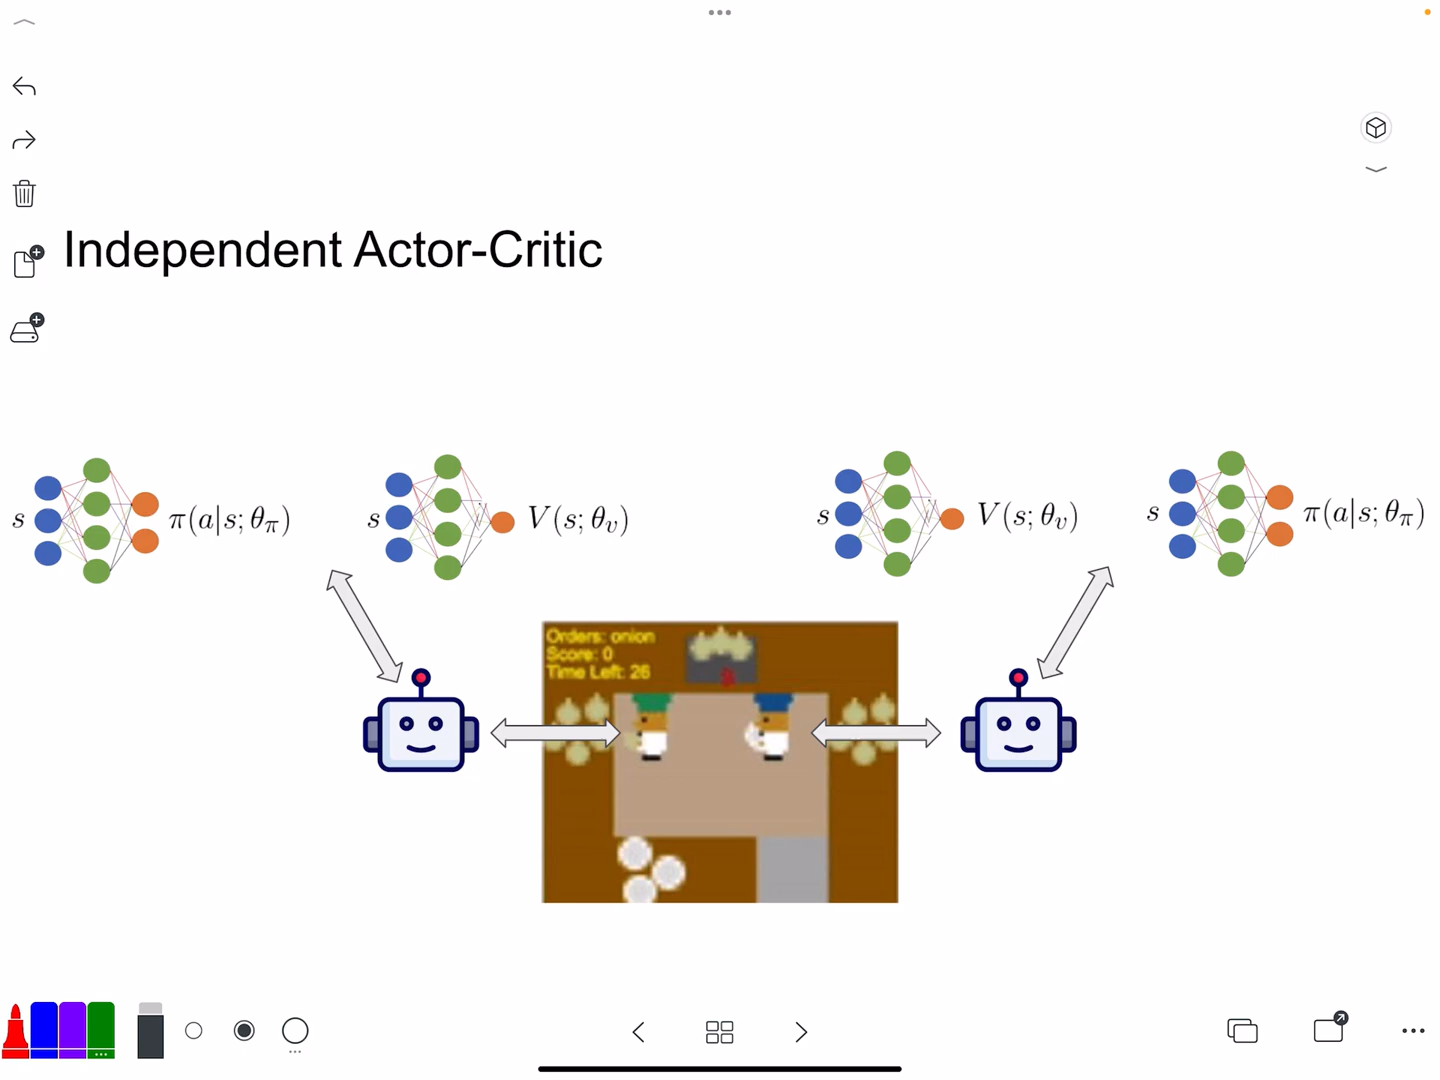 Independent Actor-Critic
s π(a|s; θ_π)
s V(s; θ_v)
s V(s; θ_v)
s π(a|s; θ_π)
Orders: onion
Score: 0
Time Left: 26